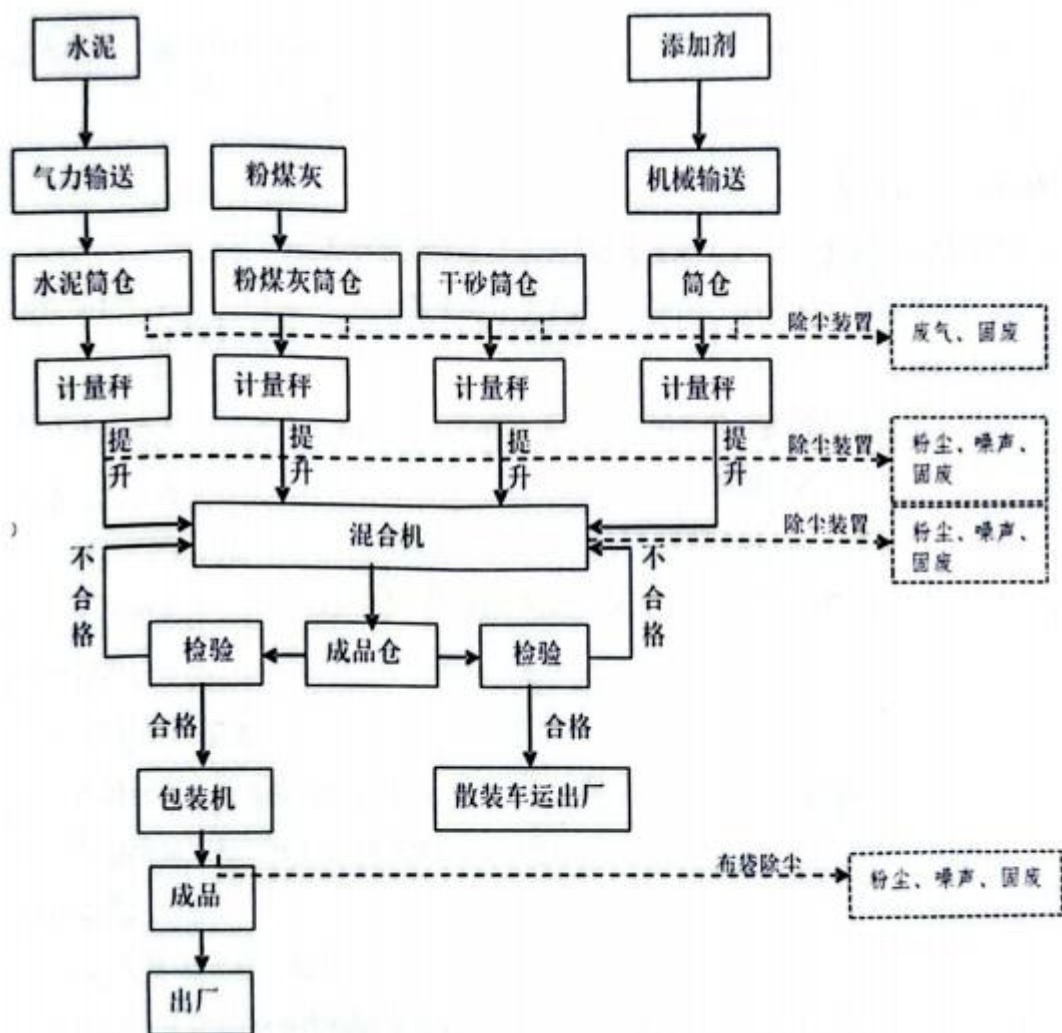 水泥
添加剂
气力输送
粉煤灰
机械输送
水泥筒仓
粉煤灰筒仓
干砂筒仓
筒仓
除尘装置
废气、固废
计量秤
计量秤
计量秤
计量秤
提升
提升
提升
提升
除尘装置
粉尘、噪声、
固废
混合机
除尘装置
粉尘、噪声、
固废
不合格
不合格
检验
成品仓
检验
合格
合格
包装机
散装车运出厂
布袋除尘
粉尘、噪声、固废
成品
出厂